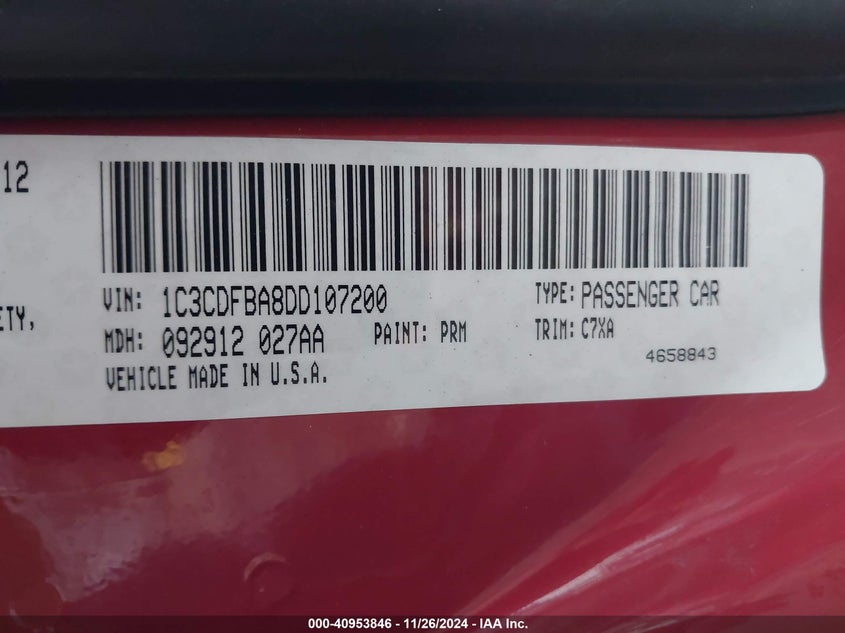 12
ETY,
VIN: 1C3CDFBA8DD107200 TYPE: PASSENGER CAR
MDH: 092912 027AA PAINT: PRM TRIM: C7XA
VEHICLE MADE IN U.S.A. 4658843
000-40953846 - 11/26/2024 - IAA Inc.